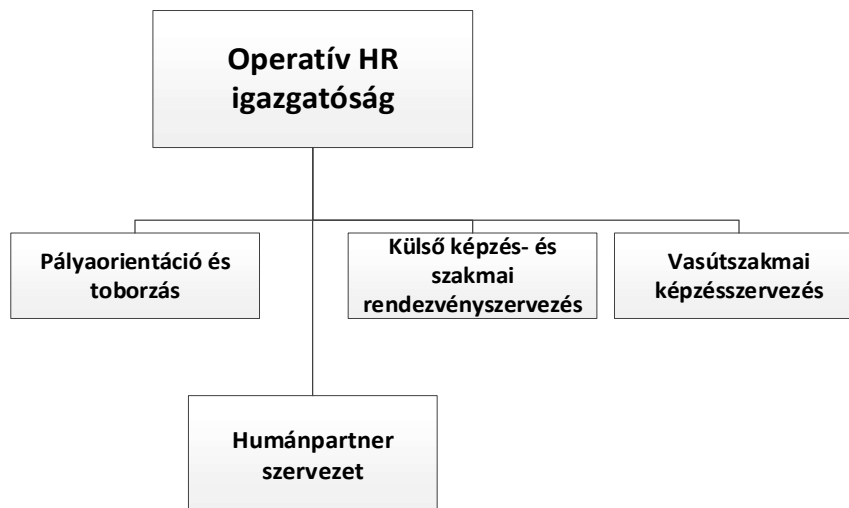 Operatív HR
igazgatóság
Pályaorientáció és
toborzás
Külső képzés- és
szakmai
rendezvényszervezés
Vasútszakmai
képzésszervezés
Humánpartner
szervezet